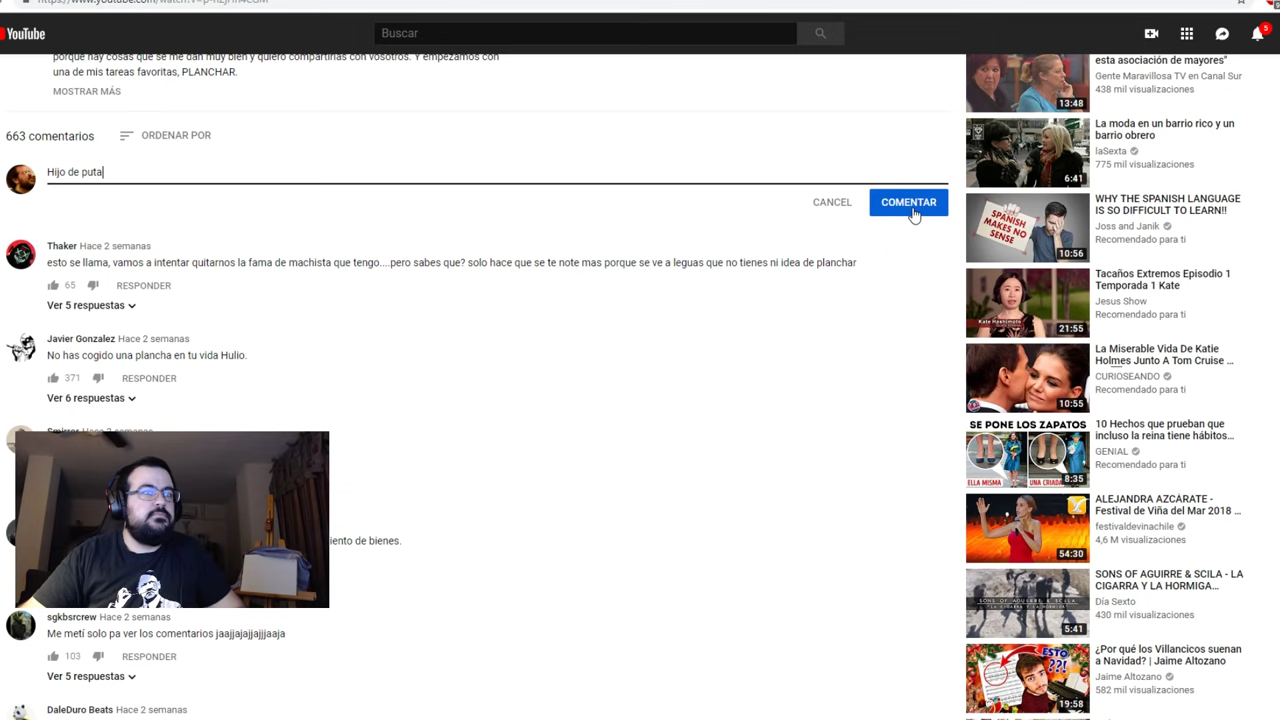 YouTube
Buscar
5
porque hay cosas que se me dan muy bien y quiero compartirlas con vosotros. Y empezamos con
una de mis tareas favoritas, PLANCHAR.
MOSTRAR MÁS
663 comentarios
ORDENAR POR
Hijo de puta
CANCEL
COMENTAR
Thaker Hace 2 semanas
esto se llama, vamos a intentar quitarnos la fama de machista que tengo....pero sabes que? solo hace que se te note mas porque se ve a leguas que no tienes ni idea de planchar
65 RESPONDER
Ver 5 respuestas
Javier Gonzalez Hace 2 semanas
No has cogido una plancha en tu vida Hulio.
371 RESPONDER
Ver 6 respuestas
iento de bienes.
sgkbsrcrew Hace 2 semanas
Me metí solo pa ver los comentarios jaajjajajjajjjaaja
103 RESPONDER
Ver 5 respuestas
DaleDuro Beats Hace 2 semanas
13:48
esta asociación de mayores"
Gente Maravillosa TV en Canal Sur
438 mil visualizaciones
6:41
La moda en un barrio rico y un
barrio obrero
laSexta
775 mil visualizaciones
SPANISH
MAKES NO
SENSE
10:56
WHY THE SPANISH LANGUAGE
IS SO DIFFICULT TO LEARN!!
Joss and Janik
Recomendado para ti
Kate Hashimoto
21:55
Tacaños Extremos Episodio 1
Temporada 1 Kate
Jesus Show
Recomendado para ti
10:55
La Miserable Vida De Katie
Holmes Junto A Tom Cruise ...
CURIOSEANDO
Recomendado para ti
SE PONE LOS ZAPATOS
ELLA MISMA
UNA CRIADA
8:35
10 Hechos que prueban que
incluso la reina tiene hábitos...
GENIAL
Recomendado para ti
54:30
ALEJANDRA AZCÁRATE -
Festival de Viña del Mar 2018 ...
festivaldevinachile
4,6 M visualizaciones
SONS OF AGUIRRE & SCILA
5:41
SONS OF AGUIRRE & SCILA - LA
CIGARRA Y LA HORMIGA...
Día Sexto
430 mil visualizaciones
ESTO
??!
19:58
¿Por qué los Villancicos suenan
a Navidad? | Jaime Altozano
Jaime Altozano
582 mil visualizaciones